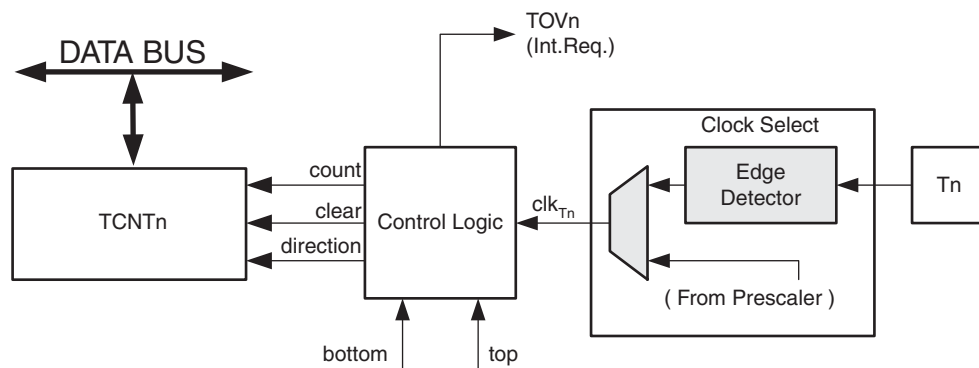 TOVn
(Int.Req.)
DATA BUS
Clock Select
count
Edge
Detector
Tn
TCNTn
clear
Control Logic
clkTn
direction
( From Prescaler )
bottom
top